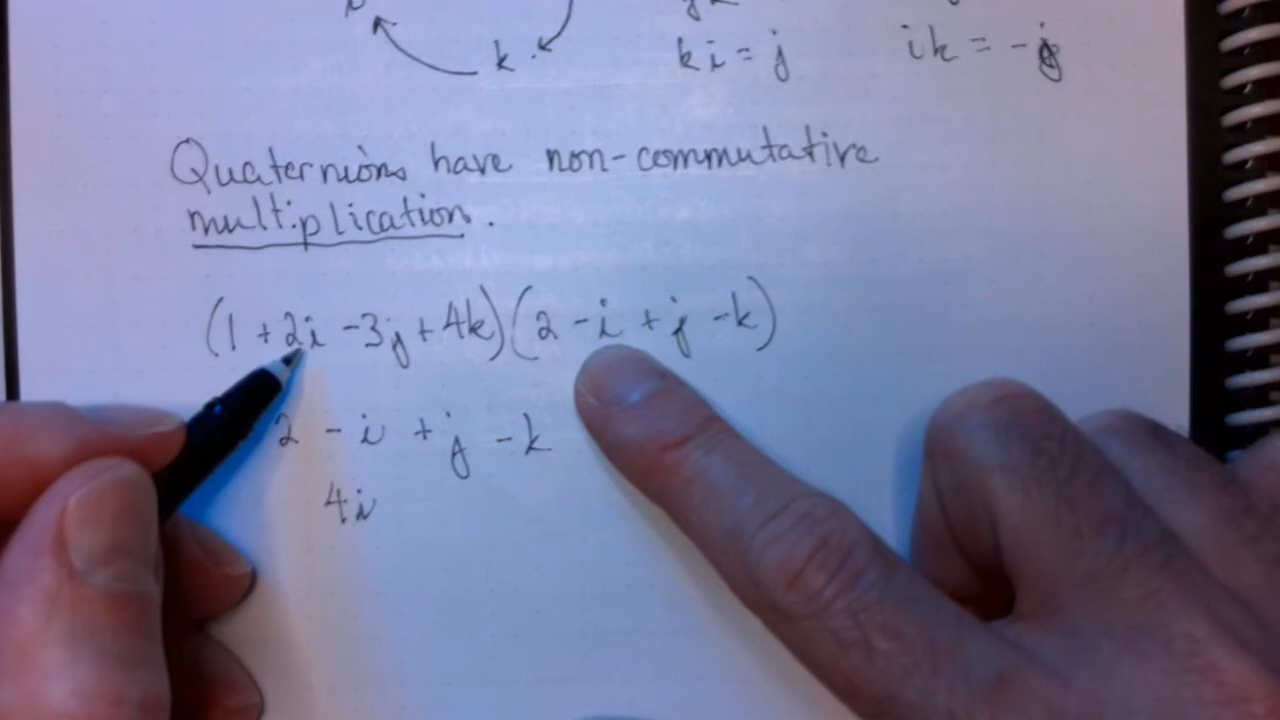 k
ki = j
ik = -j
Quaternions have non-commutative
multiplication.
(1 + 2i - 3j + 4k)(2 - i + j - k)
2 - i + j - k
4i